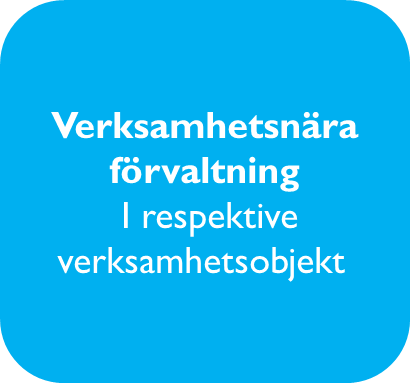 Verksamhetsnära
förvaltning
I respektive
verksamhetsobjekt